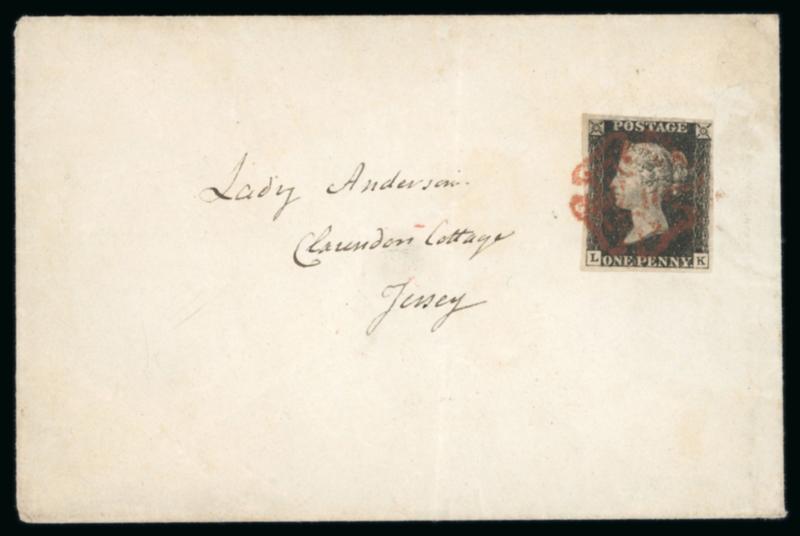 POSTAGE
L K
ONE PENNY.
Lady Anderson.
Clarendon Cottage
Jersey